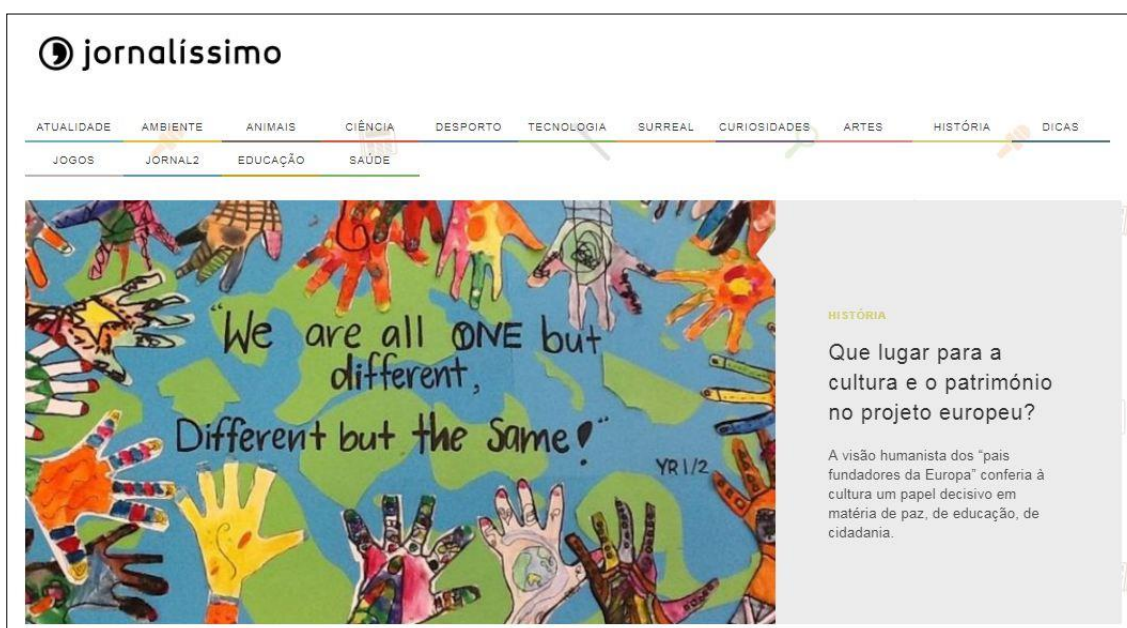 jornalíssimo
ATUALIDADE AMBIENTE ANIMAIS CIÊNCIA DESPORTO TECNOLOGIA SURREAL CURIOSIDADES ARTES HISTÓRIA DICAS
JOGOS JORNAL2 EDUCAÇÃO SAÚDE
"We are all ONE but
different,
Different but the Same!"
YR 1/2
HISTÓRIA
Que lugar para a
cultura e o património
no projeto europeu?
A visão humanista dos “pais
fundadores da Europa” conferia à
cultura um papel decisivo em
matéria de paz, de educação, de
cidadania.